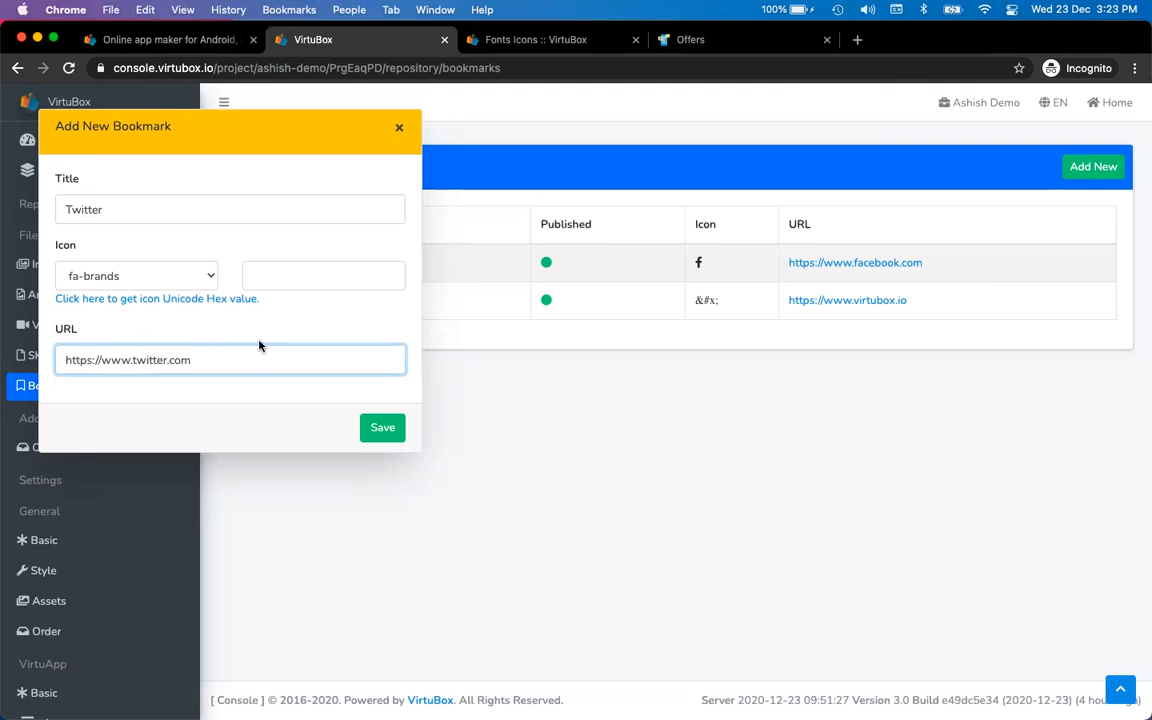 Chrome File Edit View History Bookmarks People Tab Window Help 100% Wed 23 Dec 3:23 PM
Online app maker for Android, VirtuBox Fonts Icons :: VirtuBox Offers
console.virtubox.io/project/ashish-demo/PrgEaqPD/repository/bookmarks Incognito
VirtuBox
Ashish Demo EN Home
Add New Bookmark
Add New
Title
Twitter
Icon
fa-brands
Click here to get icon Unicode Hex value.
URL
https://www.twitter.com
Save
Published Icon URL
https://www.facebook.com
&#x; https://www.virtubox.io
Settings
General
Basic
Style
Assets
Order
VirtuApp
Basic
[ Console ] © 2016-2020. Powered by VirtuBox. All Rights Reserved.
Server 2020-12-23 09:51:27 Version 3.0 Build e49dc5e34 (2020-12-23) (4 hou